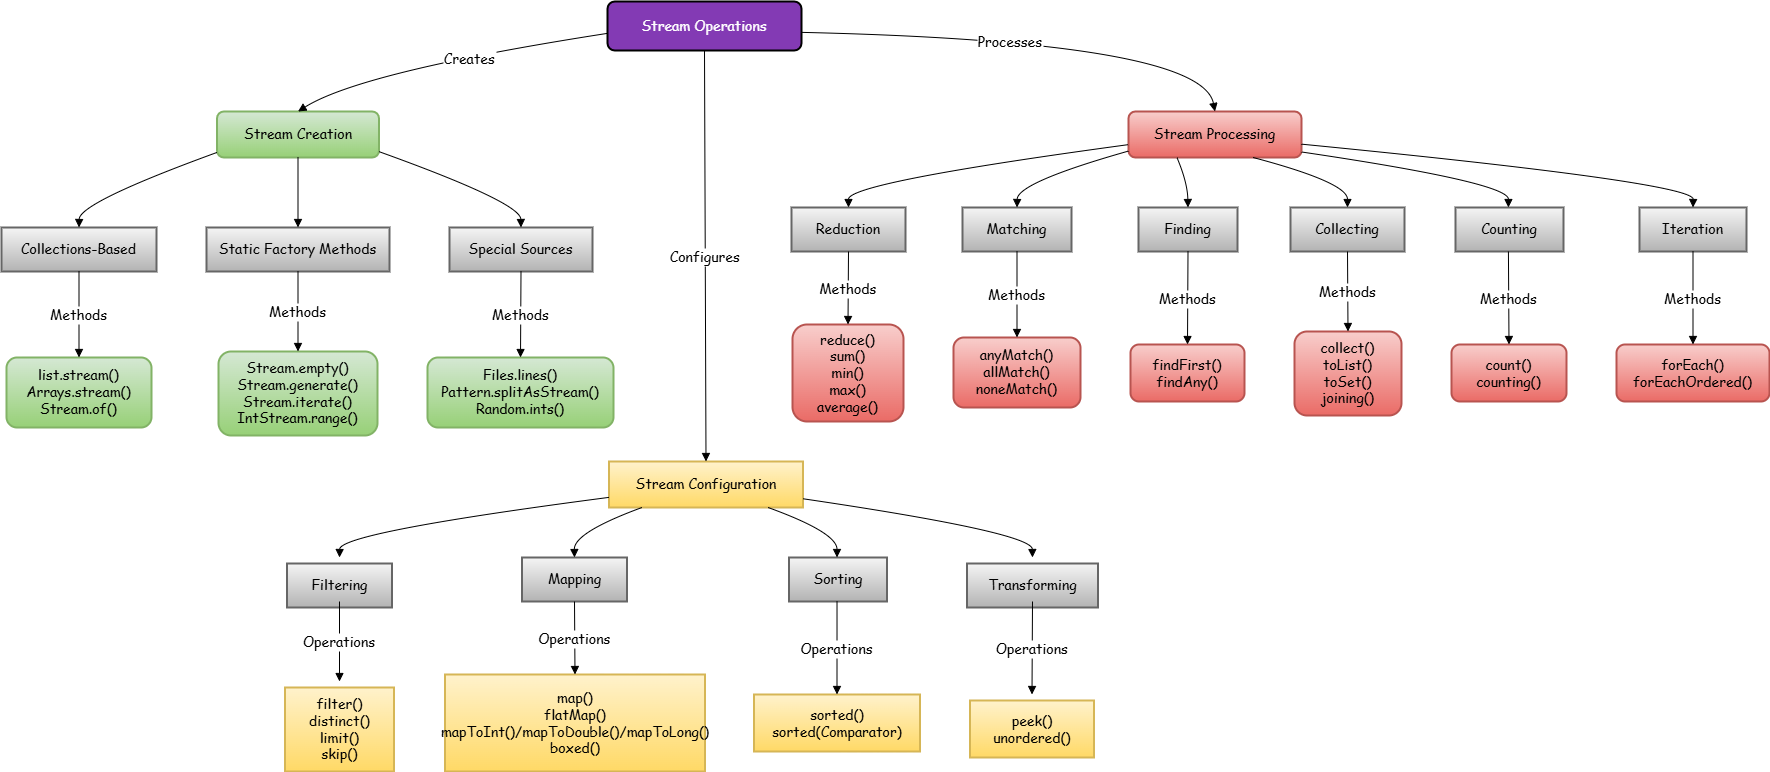 Stream Operations
Creates
Processes
Stream Creation
Stream Processing
Collections-Based
Static Factory Methods
Special Sources
Configures
Reduction
Matching
Finding
Collecting
Counting
Iteration
Methods
Methods
Methods
Methods
Methods
Methods
Methods
Methods
Methods
list.stream()
Arrays.stream()
Stream.of()
Stream.empty()
Stream.generate()
Stream.iterate()
IntStream.range()
Files.lines()
Pattern.splitAsStream()
Random.ints()
reduce()
sum()
min()
max()
average()
anyMatch()
allMatch()
noneMatch()
findFirst()
findAny()
collect()
toList()
toSet()
joining()
count()
counting()
forEach()
forEachOrdered()
Stream Configuration
Filtering
Mapping
Sorting
Transforming
Operations
Operations
Operations
Operations
filter()
distinct()
limit()
skip()
map()
flatMap()
mapToInt()/mapToDouble()/mapToLong()
boxed()
sorted()
sorted(Comparator)
peek()
unordered()